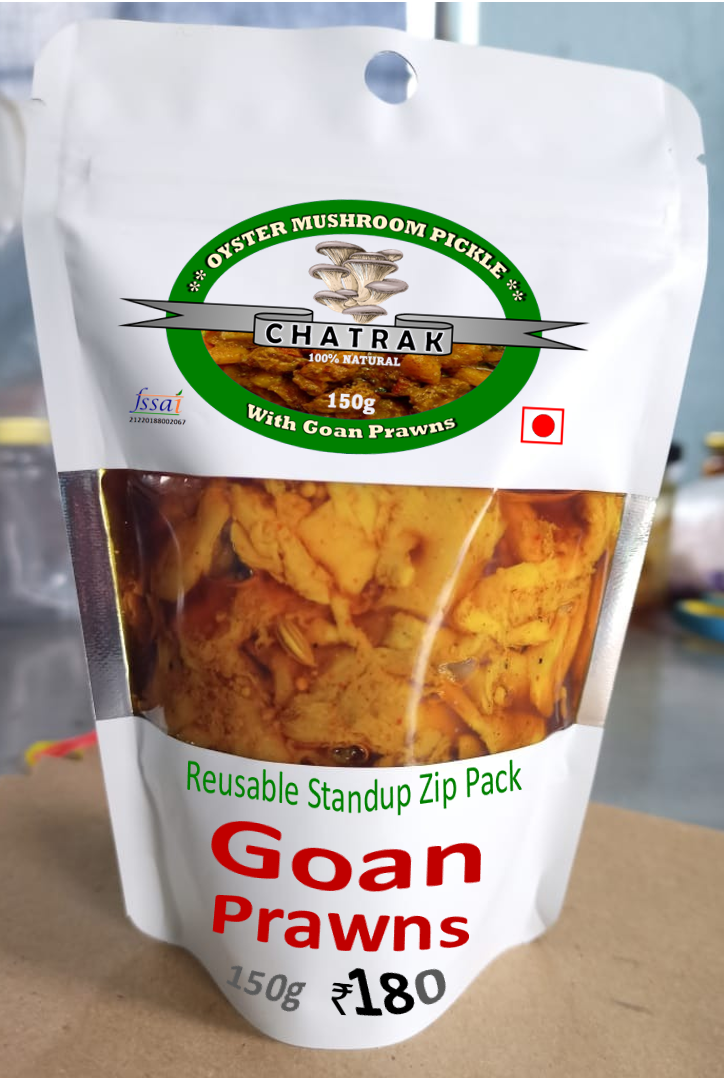 ** OYSTER MUSHROOM PICKLE **
CHATRAK
100% NATURAL
150g
With Goan Prawns
fssai
21220188002067
Reusable Standup Zip Pack
Goan
Prawns
150g ₹180